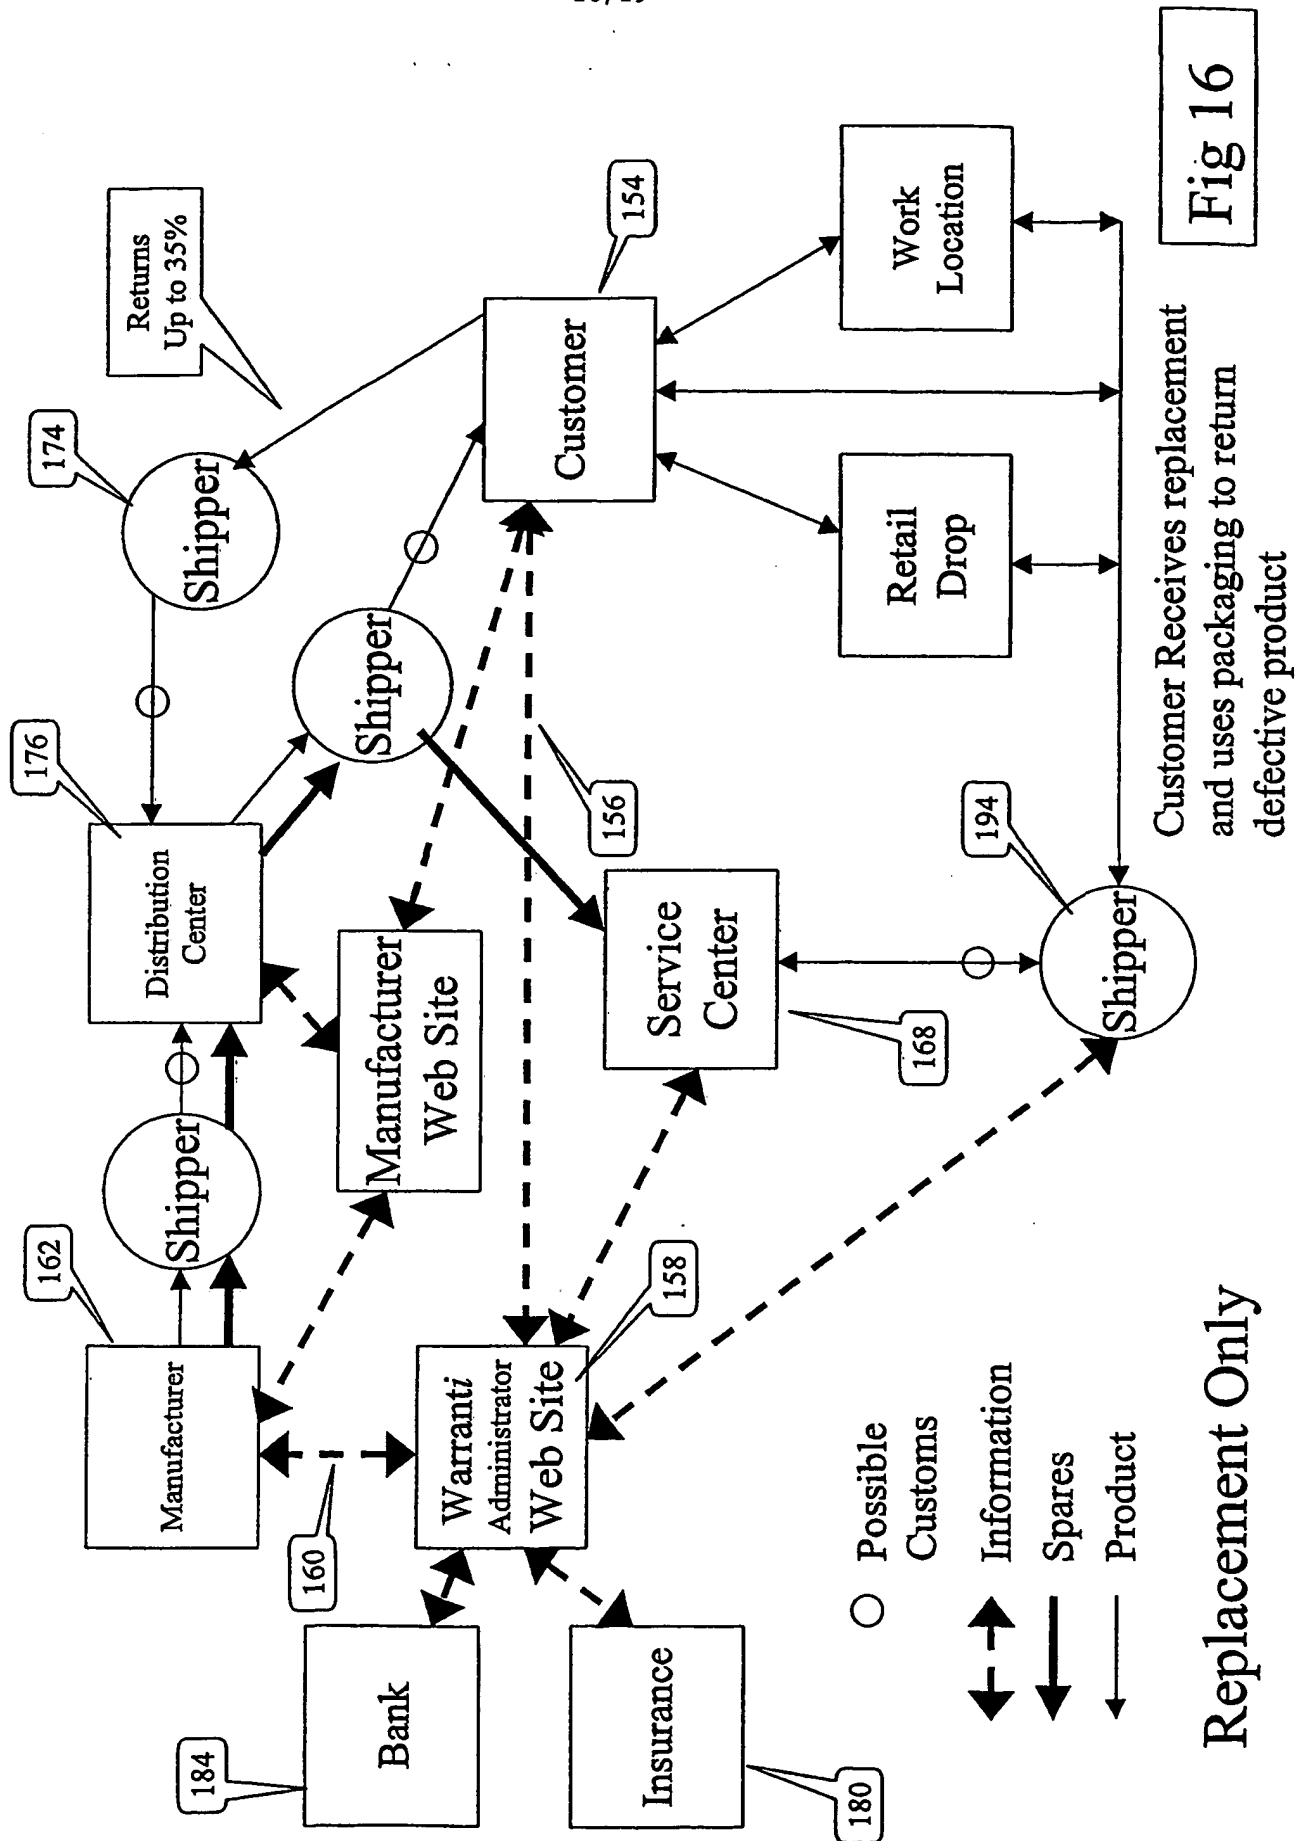 Manufacturer
162
Shipper
Distribution
Center
176
Shipper
174
Returns
Up to 35%
Shipper
Manufacturer
Web Site
160
184
Bank
Warranti
Administrator
Web Site
158
156
Customer
154
Insurance
180
Service
Center
168
Retail
Drop
Work
Location
194
Shipper
Possible
Customs
Information
Spares
Product
Customer Receives replacement
and uses packaging to return
defective product
Replacement Only
Fig 16